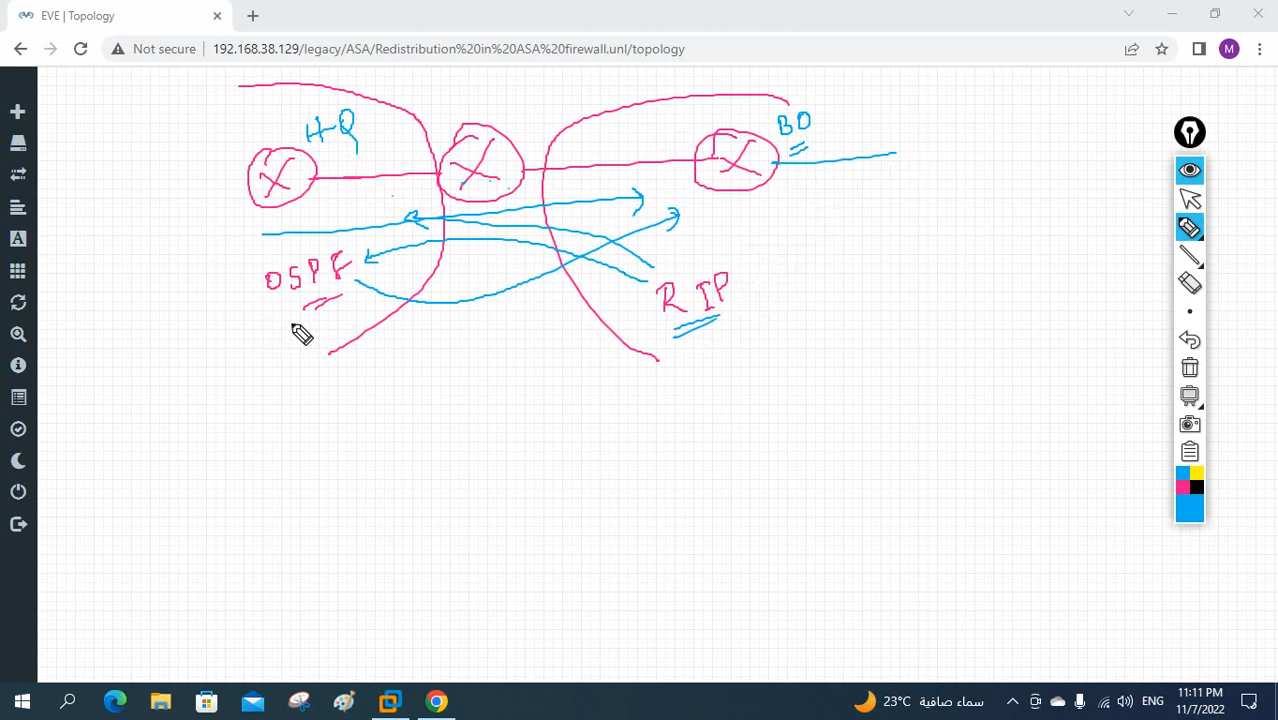 EVE | Topology
Not secure
192.168.38.129/legacy/ASA/Redistribution%20in%20ASA%20firewall.unl/topology
M
HQ
BO
OSPF
RIP
A
23°C سماء صافية
ENG
11:11 PM
11/7/2022